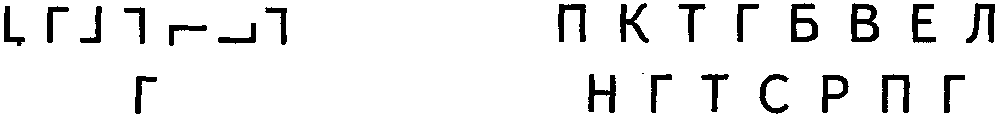 П К Т Г Б В Е Л
Н Г Т С Р П Г